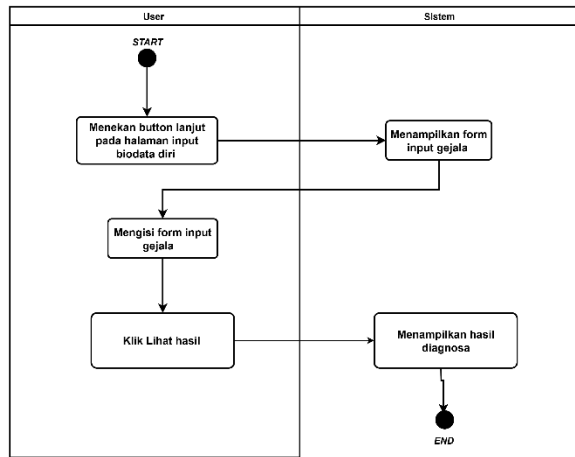 User
Sistem
START
Menekan button lanjut
pada halaman input
biodata diri
Menampilkan form
input gejala
Mengisi form input
gejala
Klik Lihat hasil
Menampilkan hasil
diagnosa
END